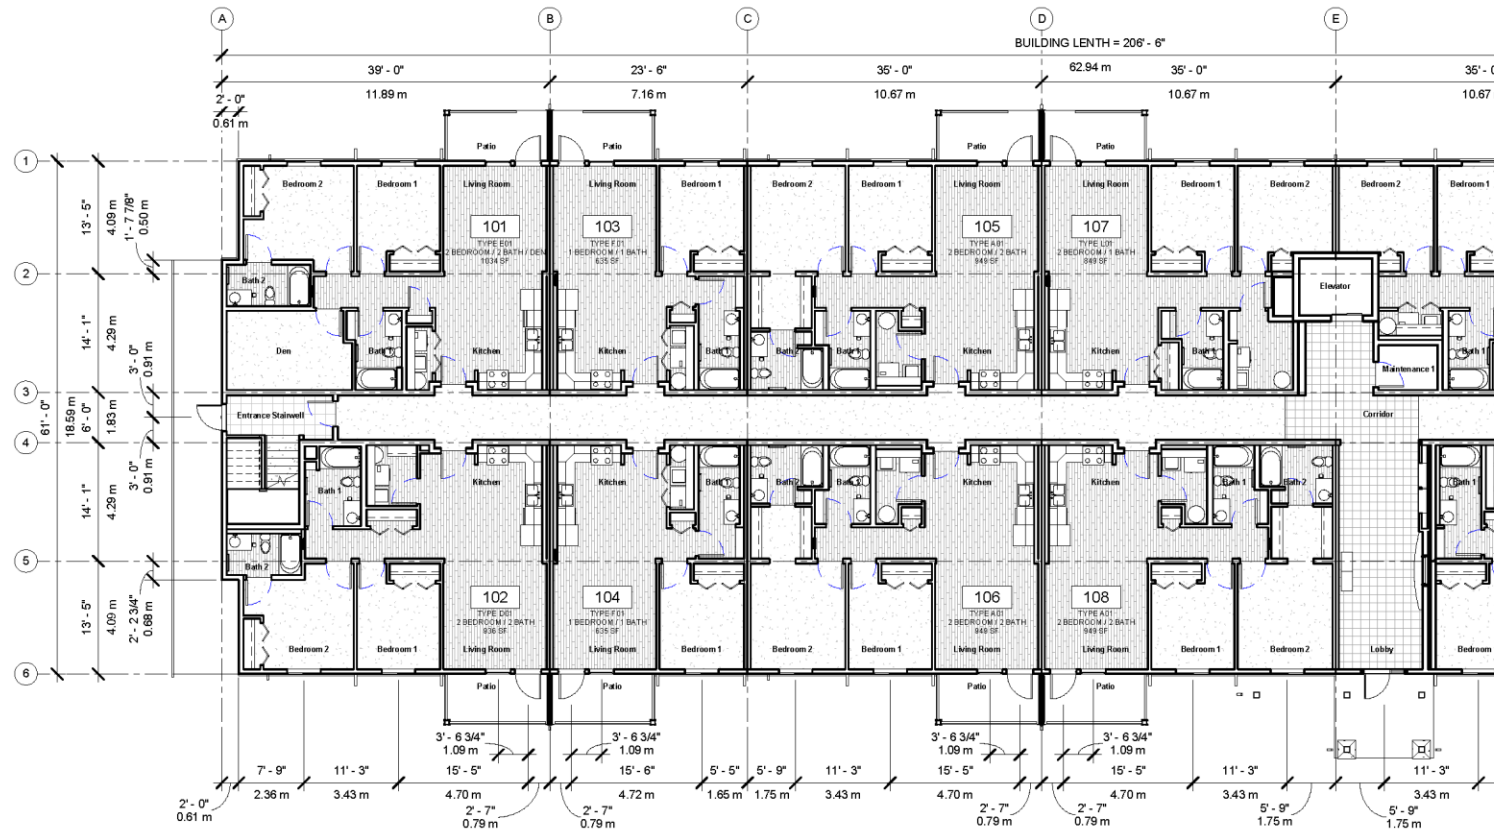 A
B
C
D
E
BUILDING LENTH = 206' - 6"
62.94 m
39' - 0"
11.89 m
23' - 6"
7.16 m
35' - 0"
10.67 m
35' - 0"
10.67 m
35' - 0
10.67
2' - 0"
0.61 m
Patio
Patio
Patio
Patio
1
2
3
4
5
6
61' - 0"
18.59 m
13' - 5"
4.09 m
14' - 1"
4.29 m
6' - 0"
1.83 m
14' - 1"
4.29 m
13' - 5"
4.09 m
1' - 7 7/8"
0.50 m
3' - 0"
0.91 m
3' - 0"
0.91 m
2' - 2 3/4"
0.68 m
Bedroom 2
Bedroom 1
Living Room
Living Room
Bedroom 1
Bedroom 2
Bedroom 1
Living Room
Living Room
Bedroom 1
Bedroom 2
Bedroom 2
Bedroom 1
101
TYPE E01
2 BEDROOM / 2 BATH / DEN
1034 SF
103
TYPE F01
1 BEDROOM / 1 BATH
635 SF
105
TYPE A01
2 BEDROOM / 2 BATH
949 SF
107
TYPE L01
2 BEDROOM / 1 BATH
849 SF
Bath 2
Elevator
Den
Bath 1
Kitchen
Kitchen
Bath 1
Bath 2
Bath 1
Kitchen
Kitchen
Bath 1
Bath 1
Maintenance 1
Entrance Stairwell
Corridor
Bath 1
Kitchen
Kitchen
Bath 1
Bath 2
Bath 1
Kitchen
Kitchen
Bath 1
Bath 2
Bath 1
Bath 2
102
TYPE D01
2 BEDROOM / 2 BATH
936 SF
104
TYPE F01
1 BEDROOM / 1 BATH
635 SF
106
TYPE A01
2 BEDROOM / 2 BATH
949 SF
108
TYPE A01
2 BEDROOM / 2 BATH
949 SF
Bedroom 2
Bedroom 1
Living Room
Living Room
Bedroom 1
Bedroom 2
Bedroom 1
Living Room
Living Room
Bedroom 1
Bedroom 2
Lobby
Bedroom
Patio
Patio
Patio
Patio
3' - 6 3/4"
1.09 m
3' - 6 3/4"
1.09 m
3' - 6 3/4"
1.09 m
3' - 6 3/4"
1.09 m
7' - 9"
2.36 m
11' - 3"
3.43 m
15' - 5"
4.70 m
15' - 6"
4.72 m
5' - 5"
1.65 m
5' - 9"
1.75 m
11' - 3"
3.43 m
15' - 5"
4.70 m
15' - 5"
4.70 m
11' - 3"
3.43 m
11' - 3"
3.43 m
2' - 0"
0.61 m
2' - 7"
0.79 m
2' - 7"
0.79 m
2' - 7"
0.79 m
2' - 7"
0.79 m
5' - 9"
1.75 m
5' - 9"
1.75 m